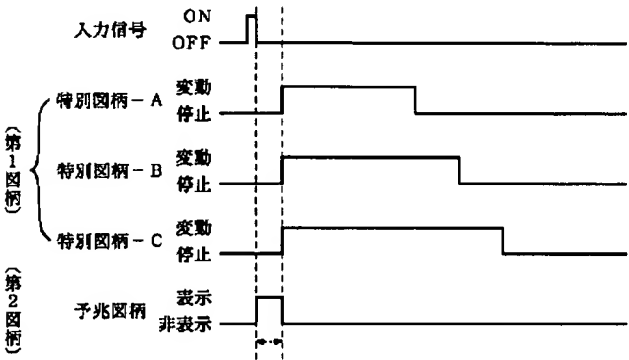 入力信号
ON
OFF
(第1図柄)
特別図柄－A
変動
停止
特別図柄－B
変動
停止
特別図柄－C
変動
停止
(第2図柄)
予兆図柄
表示
非表示